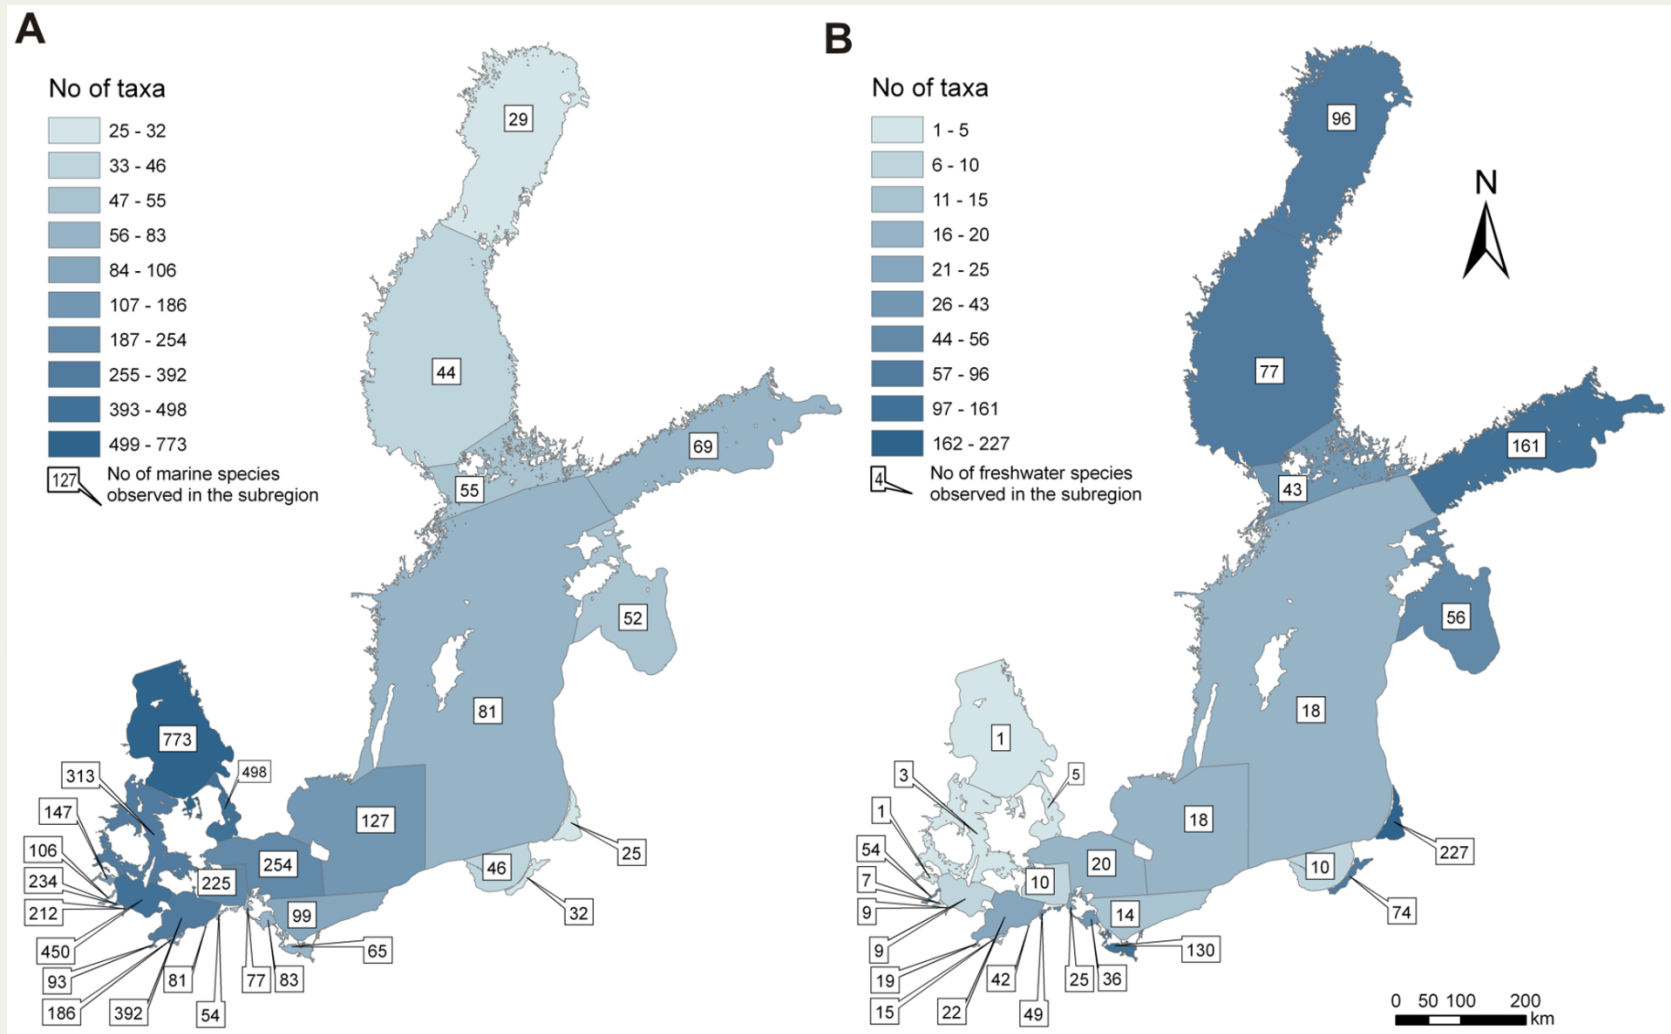 A
No of taxa
25 - 32
33 - 46
47 - 55
56 - 83
84 - 106
107 - 186
187 - 254
255 - 392
393 - 498
499 - 773
127
No of marine species
observed in the subregion
29
44
69
55
52
81
773
313
498
147
127
106
254
25
234
225
46
212
99
32
450
65
93
81
77
83
186
392
54
B
No of taxa
1 - 5
6 - 10
11 - 15
16 - 20
21 - 25
26 - 43
44 - 56
57 - 96
97 - 161
162 - 227
4
No of freshwater species
observed in the subregion
96
N
77
161
43
56
18
1
3
5
1
18
54
20
227
7
10
10
9
14
74
9
130
19
42
25
36
15
22
49
0 50 100 200
km